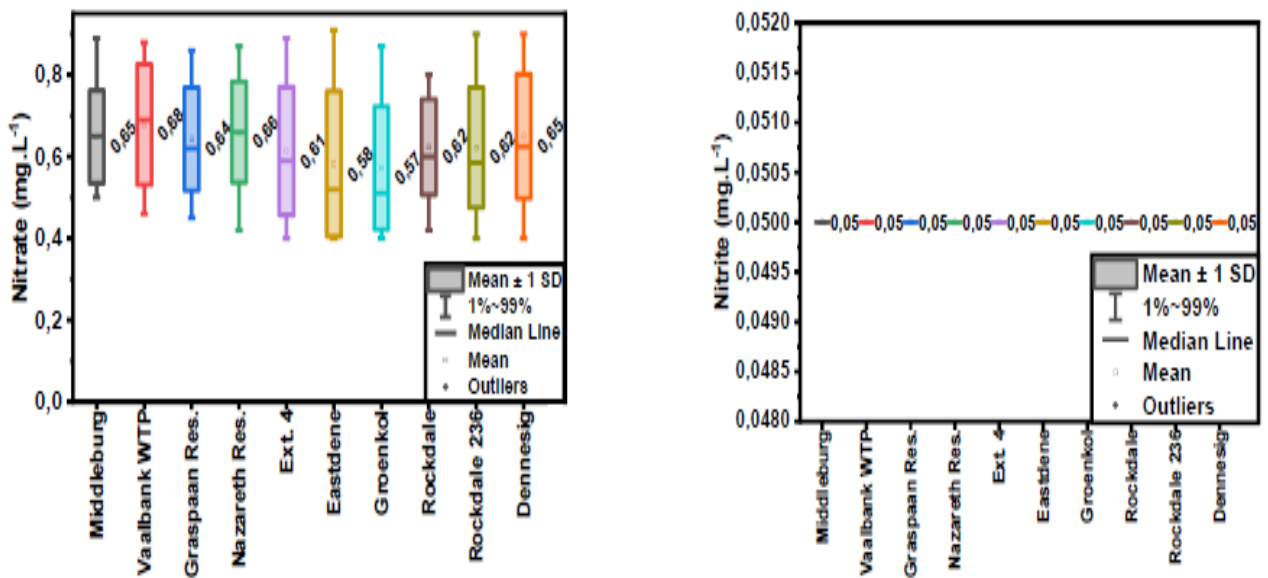 Nitrate (mg.L⁻¹)
0,8
0,6
0,4
0,2
0,0
0,65
0,68
0,64
0,66
0,61
0,58
0,57
0,62
0,62
0,65
Mean ± 1 SD
1%~99%
Median Line
Mean
Outliers
Middleburg
Vaalbank WTP
Graspaan Res.
Nazareth Res.
Ext. 4
Eastdene
Groenkol
Rockdale
Rockdale 236
Dennesig
Nitrite (mg.L⁻¹)
0,0520
0,0515
0,0510
0,0505
0,0500
0,0495
0,0490
0,0485
0,0480
0,05
0,05
0,05
0,05
0,05
0,05
0,05
0,05
0,05
0,05
Mean ± 1 SD
1%~99%
Median Line
Mean
Outliers
Middleburg
Vaalbank WTP
Graspaan Res.
Nazareth Res.
Ext. 4
Eastdene
Groenkol
Rockdale
Rockdale 236
Dennesig